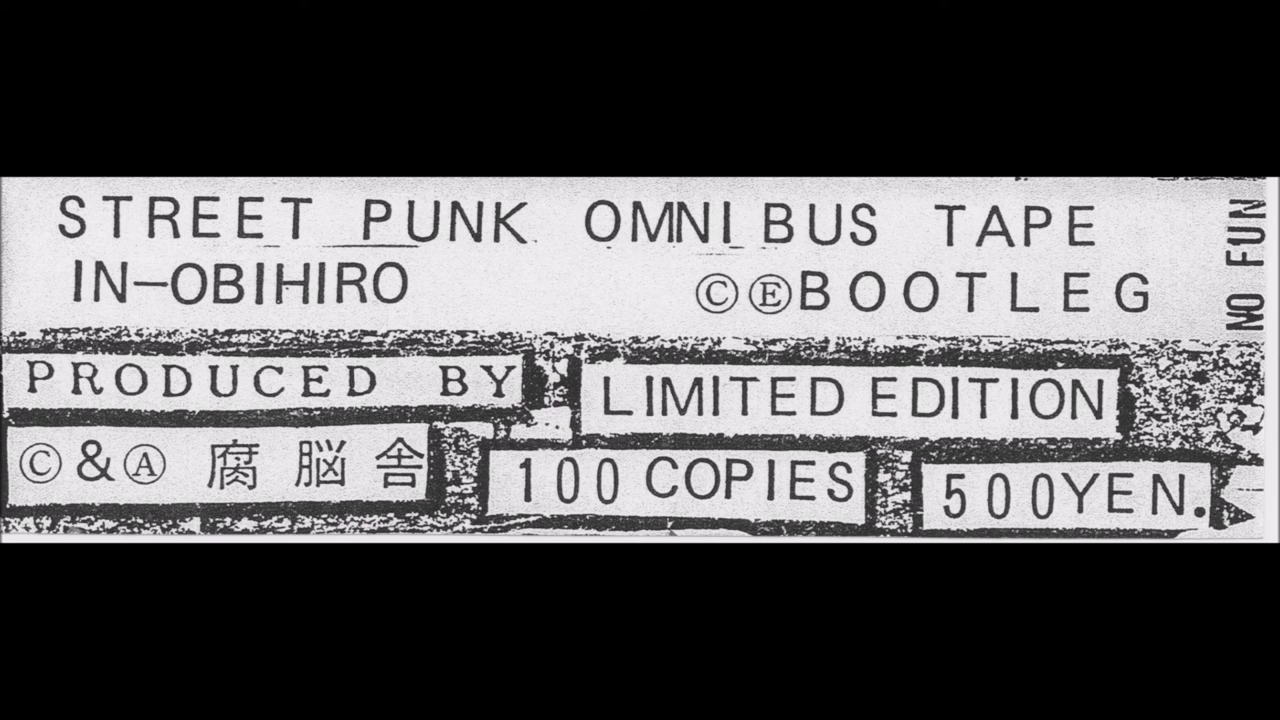 STREET PUNK OMNIBUS TAPE
IN-OBIHIRO
©ⒺBOOTLEG
NO FUN
PRODUCED BY
©&Ⓐ 腐脳舎
LIMITED EDITION
100 COPIES
500YEN.